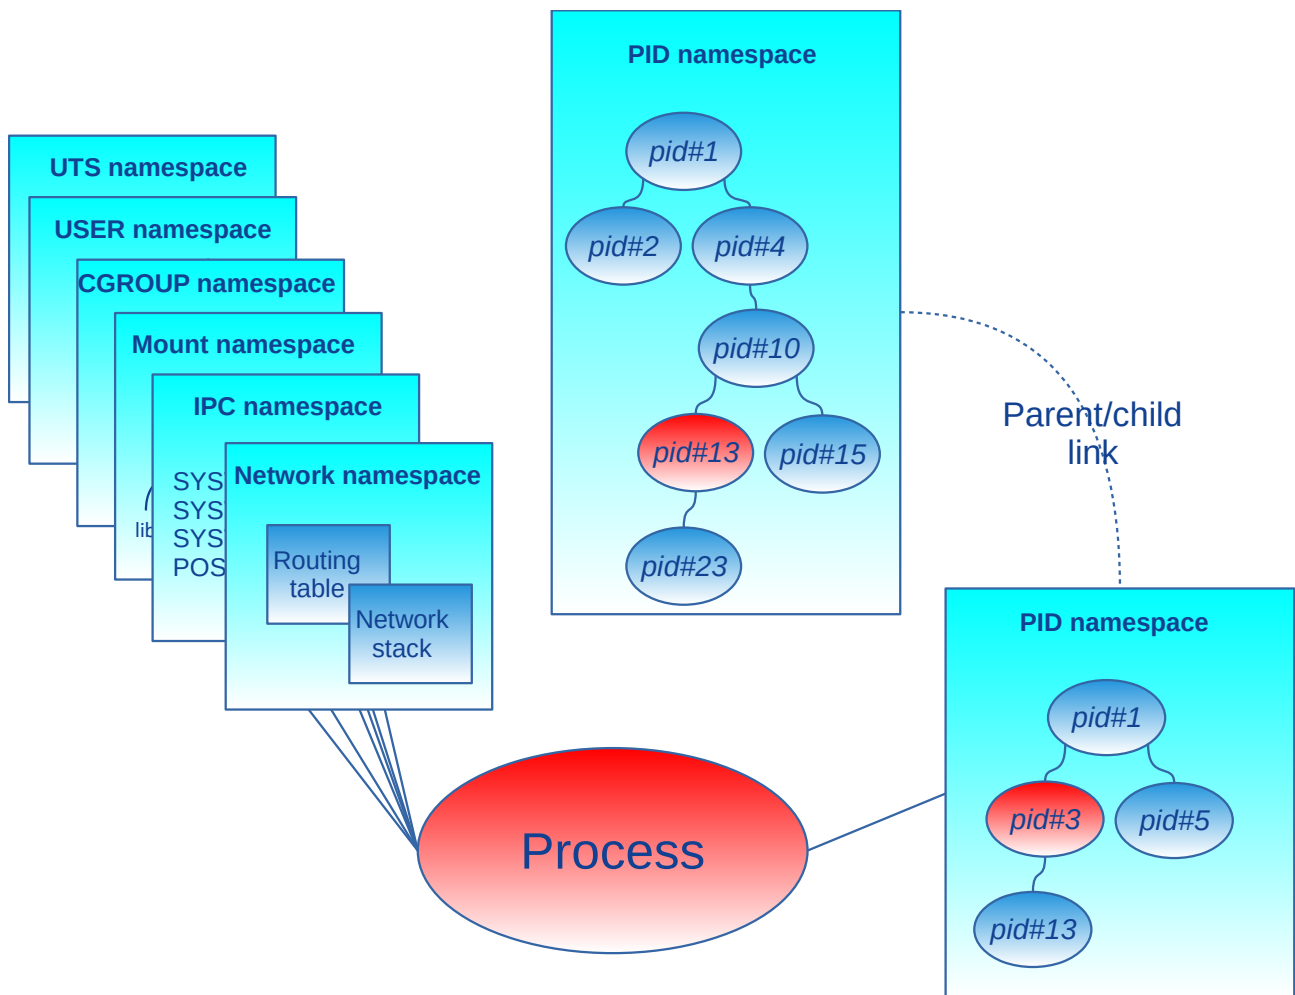 PID namespace
pid#1
pid#2
pid#4
pid#10
pid#13
pid#15
pid#23
UTS namespace
USER namespace
CGROUP namespace
Mount namespace
lib
IPC namespace
SYS
SYS
SYS
POS
Network namespace
Routing
table
Network
stack
Parent/child
link
PID namespace
pid#1
pid#3
pid#5
pid#13
Process